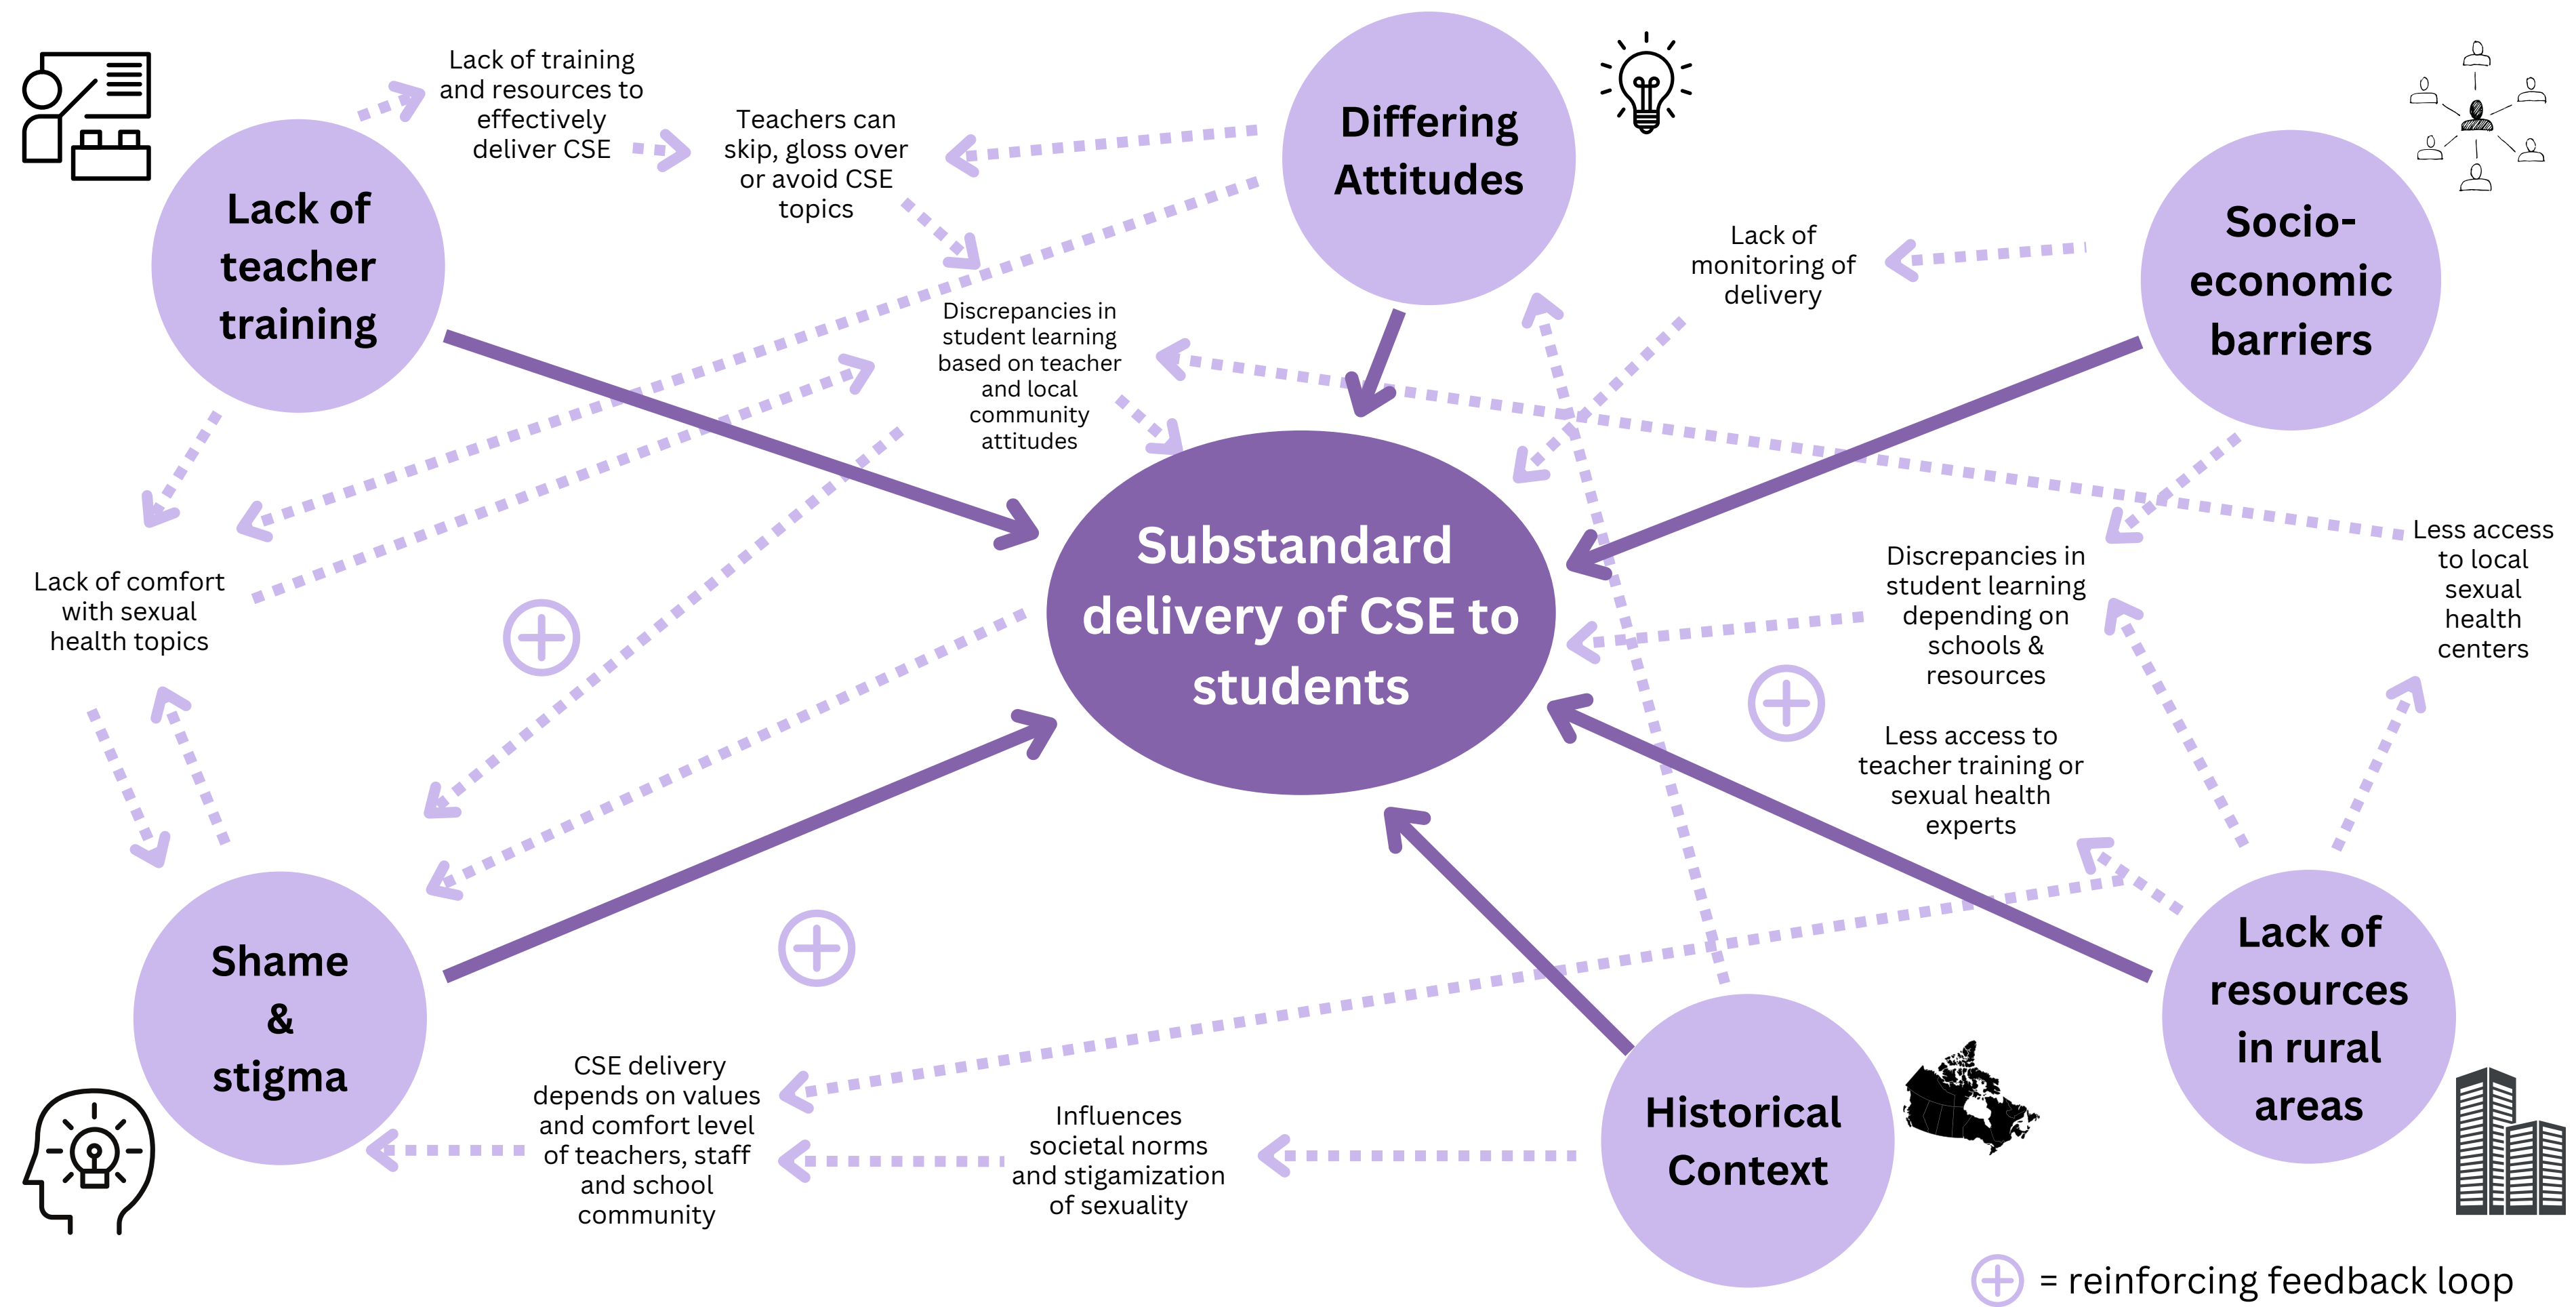 Lack of training
and resources to
effectively
deliver CSE
Teachers can
skip, gloss over
or avoid CSE
topics
Differing
Attitudes
Lack of
teacher
training
Lack of
monitoring of
delivery
Socio-
economic
barriers
Discrepancies in
student learning
based on teacher
and local
community
attitudes
Substandard
delivery of CSE to
students
Lack of comfort
with sexual
health topics
Discrepancies in
student learning
depending on
schools &
resources
Less access
to local
sexual
health
centers
Less access to
teacher training or
sexual health
experts
Shame
&
stigma
CSE delivery
depends on values
and comfort level
of teachers, staff
and school
community
Influences
societal norms
and stigamization
of sexuality
Historical
Context
Lack of
resources
in rural
areas
= reinforcing feedback loop